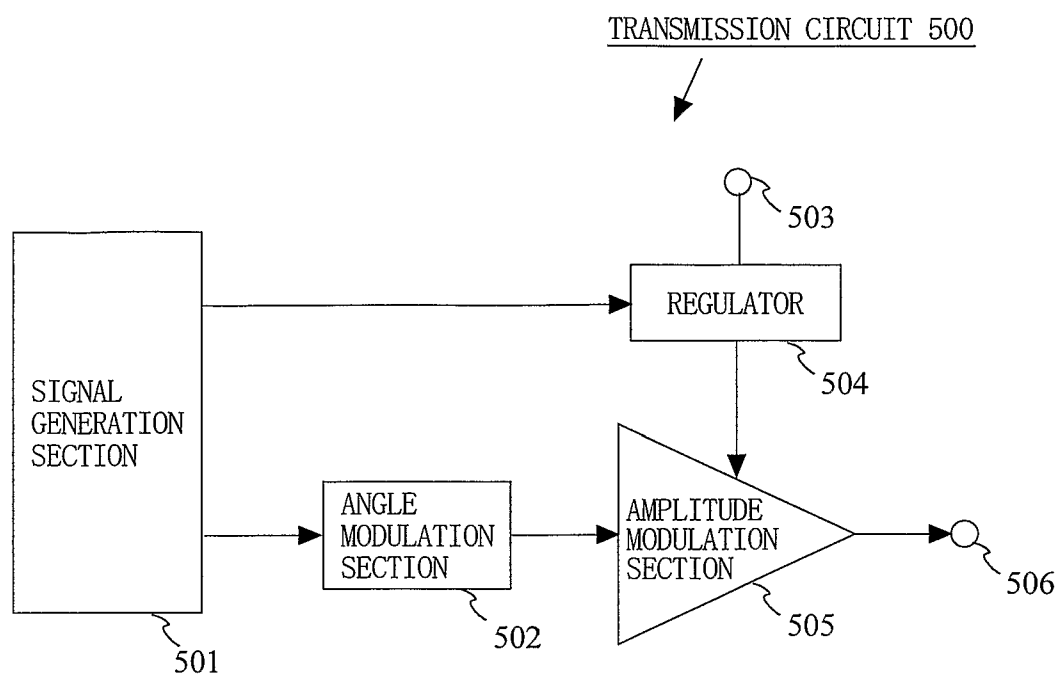 TRANSMISSION CIRCUIT 500
503
REGULATOR
504
SIGNAL
GENERATION
SECTION
501
ANGLE
MODULATION
SECTION
502
AMPLITUDE
MODULATION
SECTION
505
506